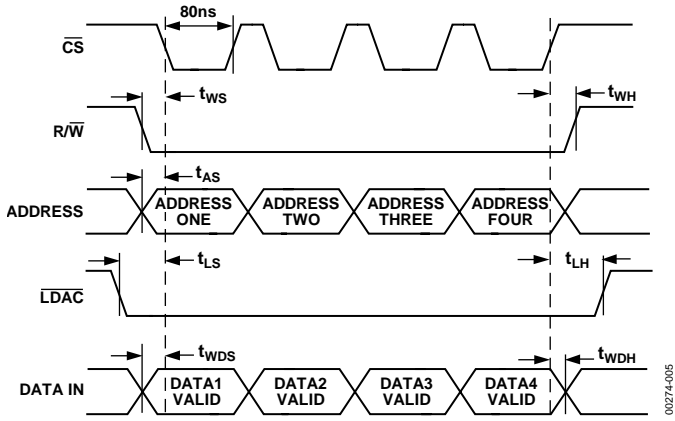 80ns
CS
tWS
tWH
R/W
tAS
ADDRESS
ADDRESS ONE
ADDRESS TWO
ADDRESS THREE
ADDRESS FOUR
tLS
tLH
LDAC
tWDS
tWDH
DATA IN
DATA1 VALID
DATA2 VALID
DATA3 VALID
DATA4 VALID
00274-005